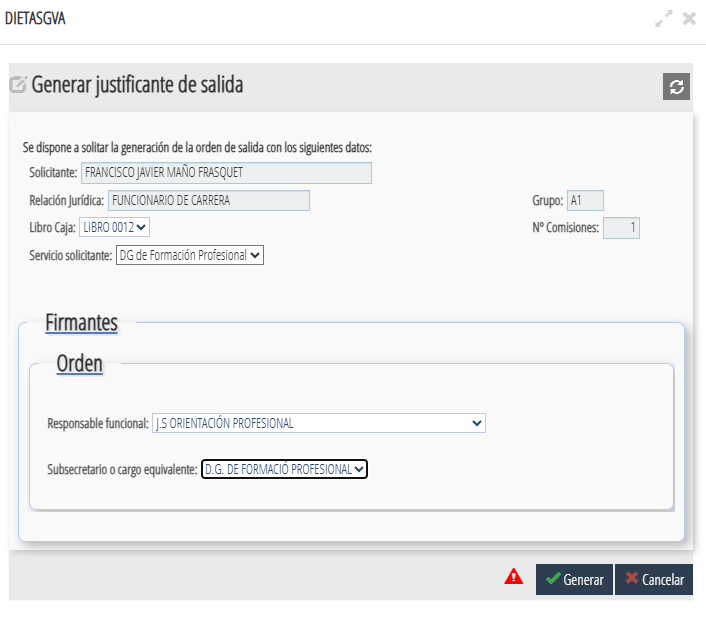 DIETASGVA
Generar justificante de salida
Se dispone a solitar la generación de la orden de salida con los siguientes datos:
Solicitante: FRANCISCO JAVIER MAÑO FRASQUET
Relación Jurídica: FUNCIONARIO DE CARRERA Grupo: A1
Libro Caja: LIBRO 0012 Nº Comisiones: 1
Servicio solicitante: DG de Formación Profesional
Firmantes
Orden
Responsable funcional: J.S ORIENTACIÓN PROFESIONAL
Subsecretario o cargo equivalente: D.G. DE FORMACIÓ PROFESIONAL
Generar Cancelar